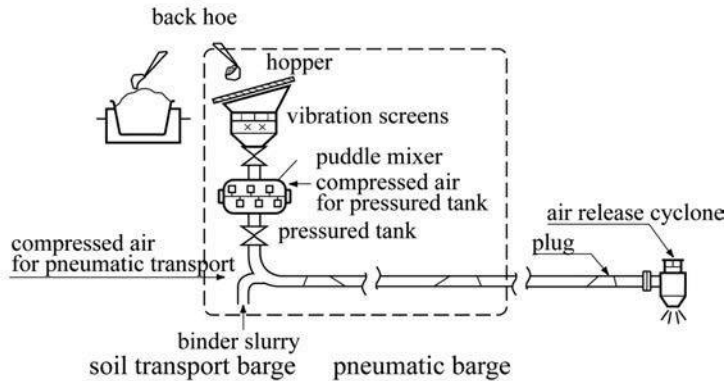 back hoe
hopper
vibration screens
puddle mixer
compressed air
for pressured tank
pressured tank
air release cyclone
plug
compressed air
for pneumatic transport
binder slurry
soil transport barge
pneumatic barge